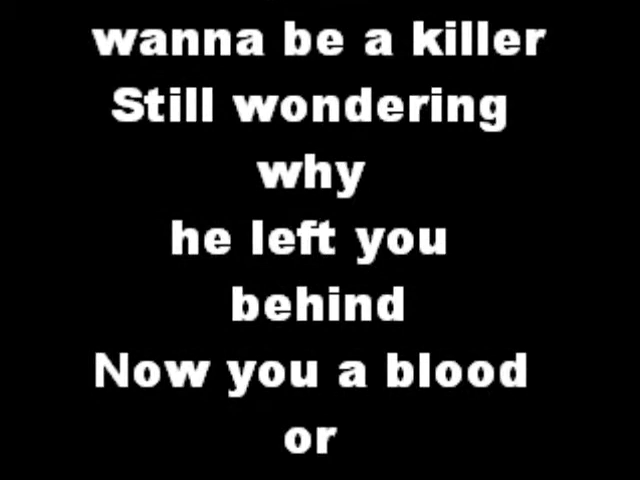 wanna be a killer
Still wondering
why
he left you
behind
Now you a blood
or